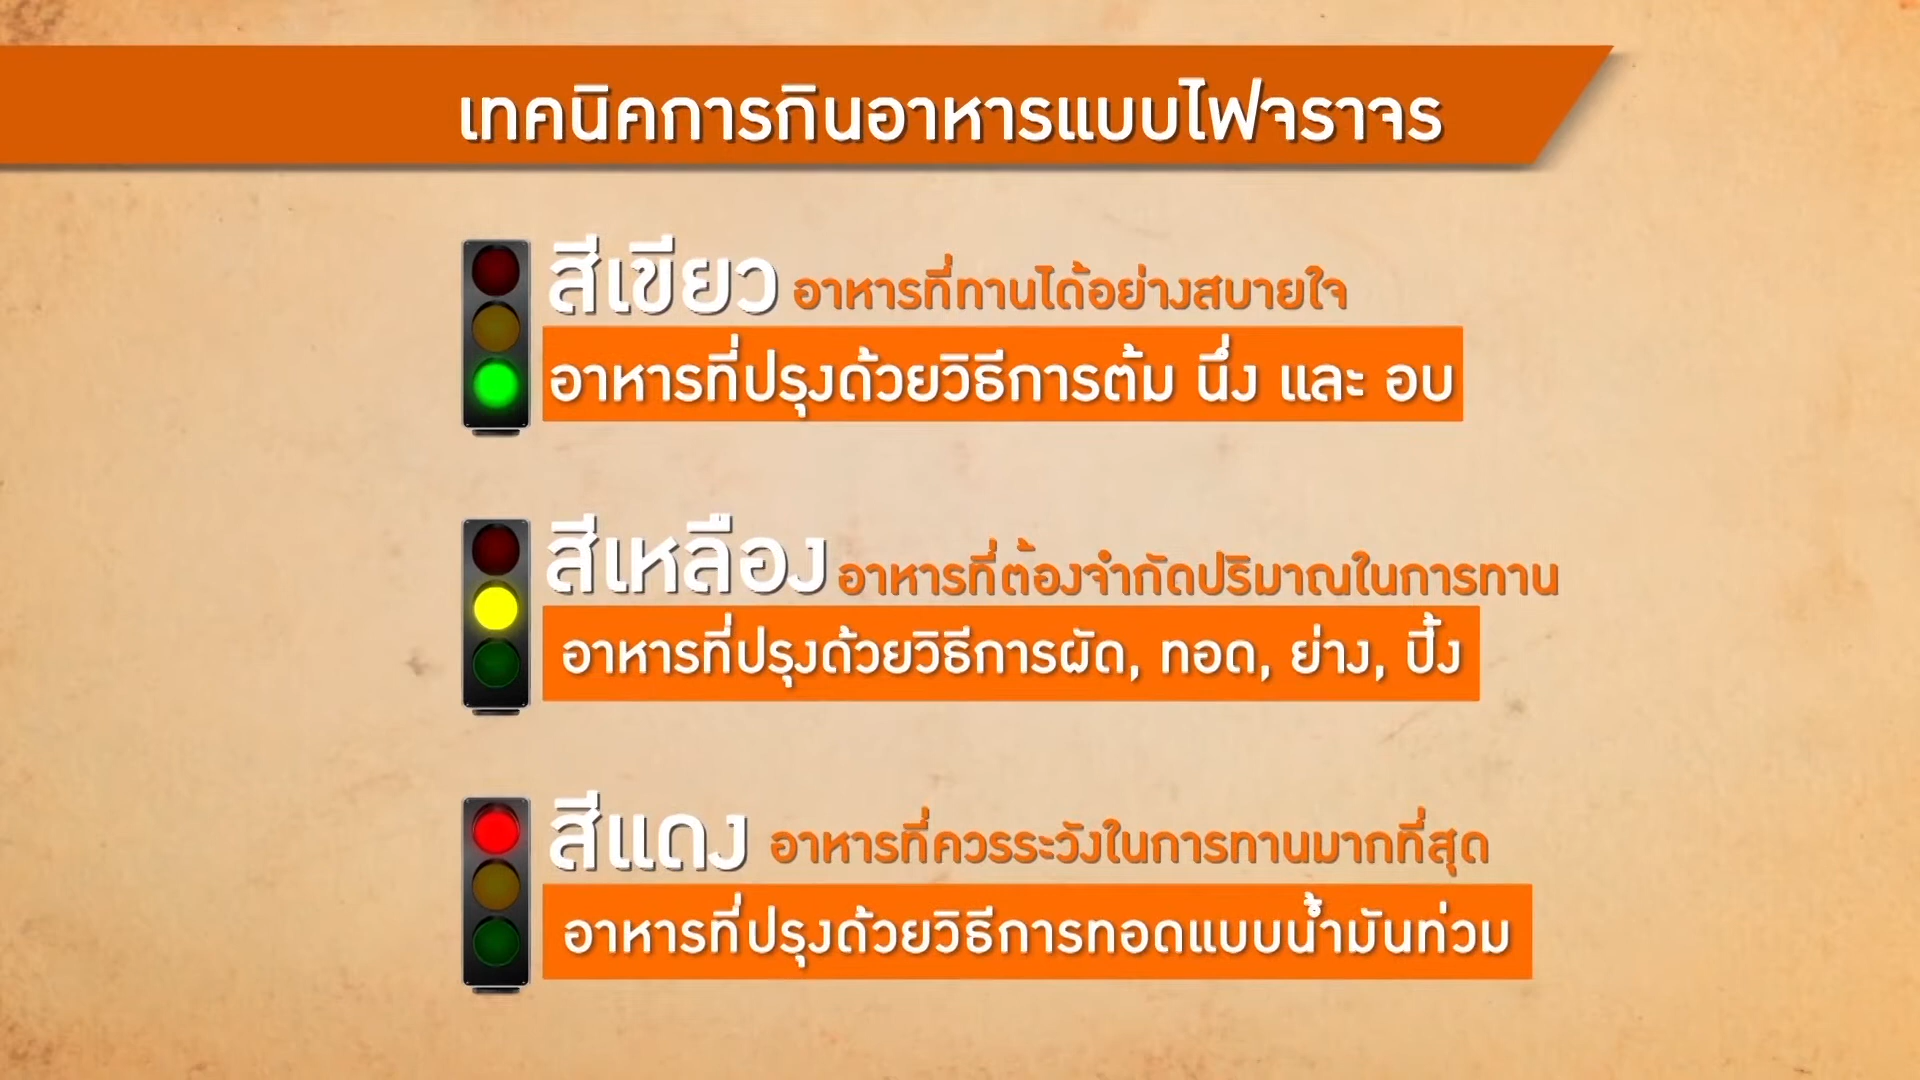 เทคนิคการกินอาหารแบบไฟจราจร
สีเขียว อาหารที่ทานได้อย่างสบายใจ
อาหารที่ปรุงด้วยวิธีการต้ม นึ่ง และ อบ
สีเหลือง อาหารที่ต้องจำกัดปริมาณในการทาน
อาหารที่ปรุงด้วยวิธีการผัด, ทอด, ย่าง, ปิ้ง
สีแดง อาหารที่ควรระวังในการทานมากที่สุด
อาหารที่ปรุงด้วยวิธีการทอดแบบน้ำมันท่วม